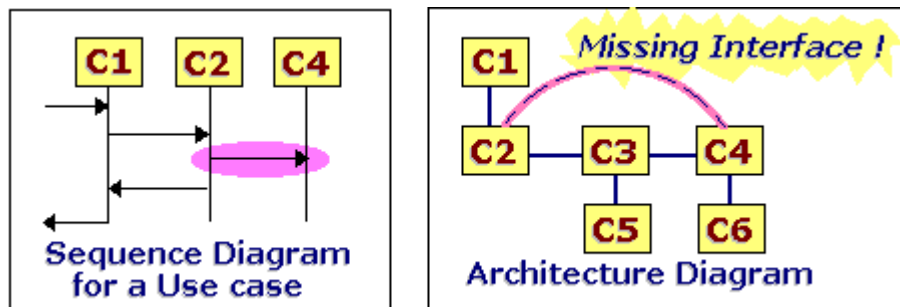 C1 C2 C4
Sequence Diagram
for a Use case
Missing Interface !
C1
C2 C3 C4
C5 C6
Architecture Diagram